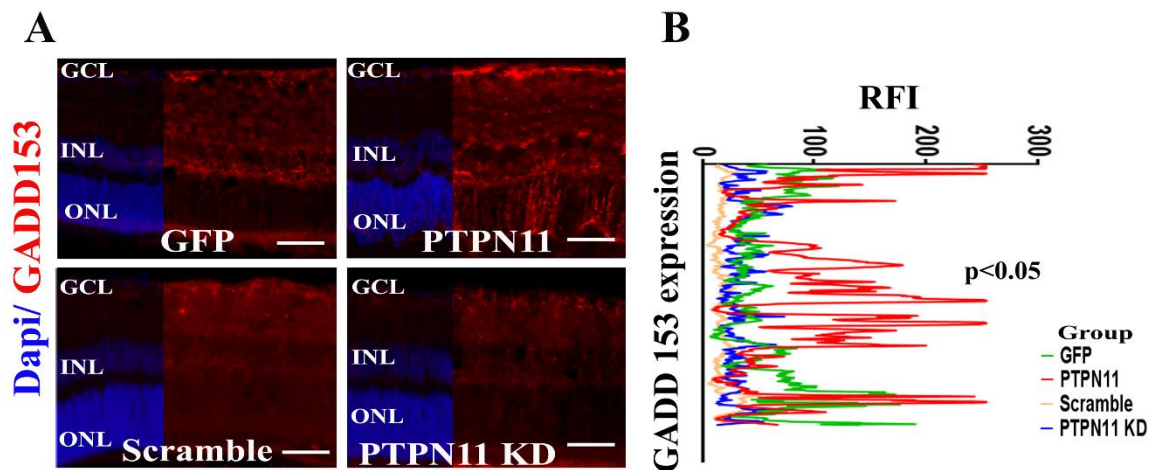 A
Dapi/ GADD153
GCL
INL
ONL
GFP
GCL
INL
ONL
PTPN11
GCL
INL
ONL
Scramble
GCL
INL
ONL
PTPN11 KD
B
RFI
0
100
200
300
GADD 153 expression
p<0.05
Group
GFP
PTPN11
Scramble
PTPN11 KD